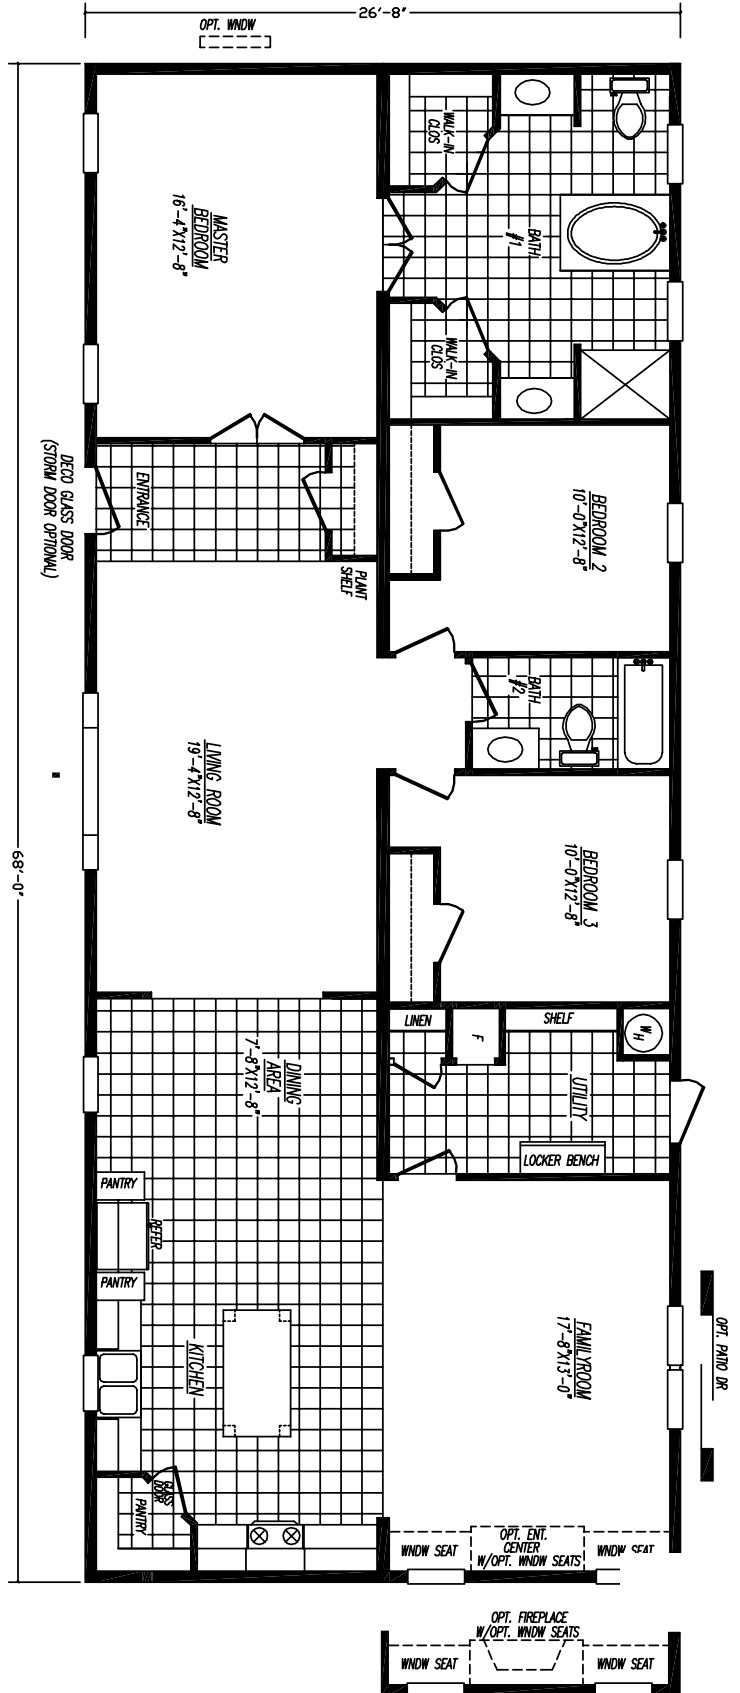 26'-8"
OPT. WNDW
WALK-IN
CLOS
MASTER
BEDROOM
16'-4"X12'-8"
BATH
#1
WALK-IN
CLOS
DECO GLASS DOOR
(STORM DOOR OPTIONAL)
ENTRANCE
BEDROOM 2
10'-0"X12'-8"
PLANT
SHELF
BATH
#2
LIVING ROOM
19'-4"X12'-8"
68'-0"
BEDROOM 3
10'-0"X12'-8"
LINEN
F
SHELF
WH
DINING
AREA
7'-8"X12'-8"
UTILITY
LOCKER BENCH
PANTRY
REFER
PANTRY
KITCHEN
FAMILYROOM
17'-8"X13'-0"
OPT. PATIO DR
GLASS
DOOR
PANTRY
WNDW SEAT
OPT. ENT.
CENTER
W/OPT. WNDW SEATS
WNDW SEAT
OPT. FIREPLACE
W/OPT. WNDW SEATS
WNDW SEAT
WNDW SEAT